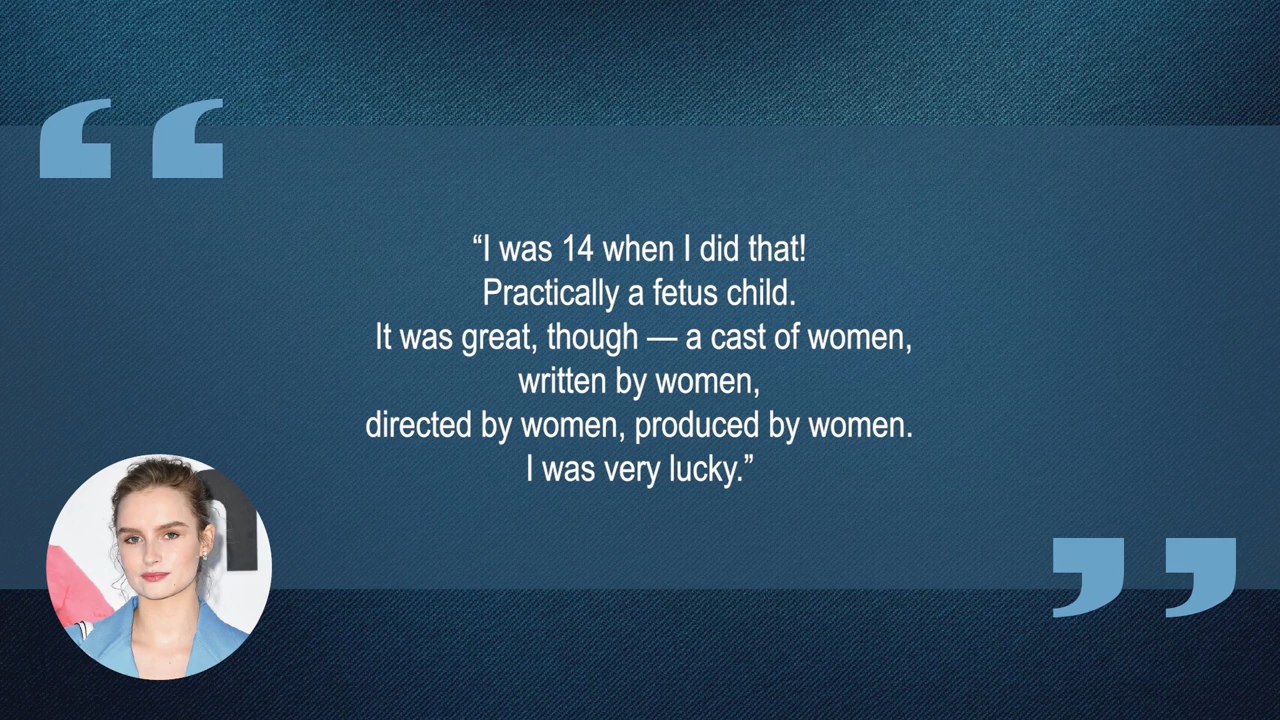 “I was 14 when I did that!
Practically a fetus child.
It was great, though — a cast of women,
written by women,
directed by women, produced by women.
I was very lucky.”